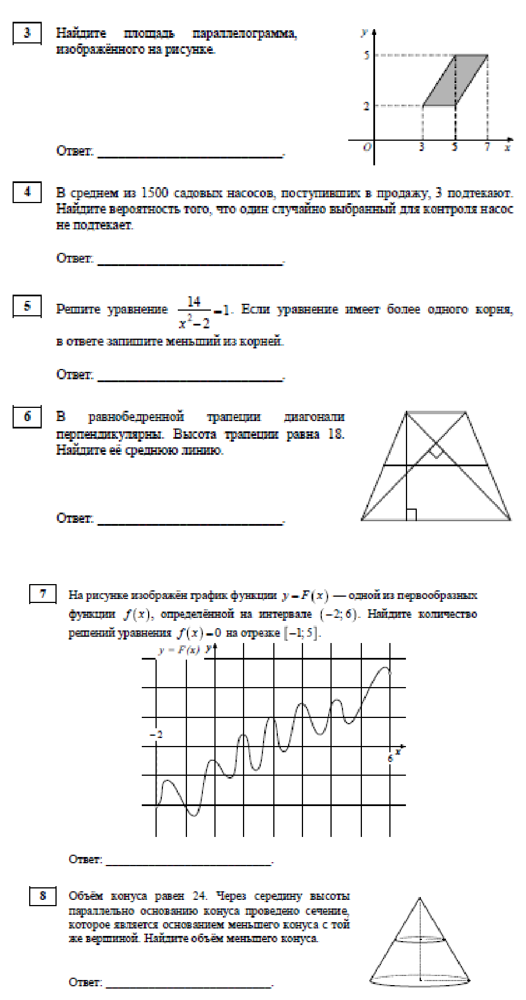 3 Найдите площадь параллелограмма,
изображённого на рисунке.
y
5
2
O 3 5 7 x
Ответ: ___________________________.
4 В среднем из 1500 садовых насосов, поступивших в продажу, 3 подтекают.
Найдите вероятность того, что один случайно выбранный для контроля насос
не подтекает.
Ответ: ___________________________.
5 Решите уравнение 14/(x²−2)=1. Если уравнение имеет более одного корня,
в ответе запишите меньший из корней.
Ответ: ___________________________.
6 В равнобедренной трапеции диагонали
перпендикулярны. Высота трапеции равна 18.
Найдите её среднюю линию.
Ответ: ___________________________.
7 На рисунке изображён график функции y=F(x) — одной из первообразных
функции f(x), определённой на интервале (−2; 6). Найдите количество
решений уравнения f(x)=0 на отрезке [−1; 5].
y = F(x) y
−2
6 x
Ответ: ___________________________.
8 Объём конуса равен 24. Через середину высоты
параллельно основанию конуса проведено сечение,
которое является основанием меньшего конуса с той
же вершиной. Найдите объём меньшего конуса.
Ответ: ___________________________.